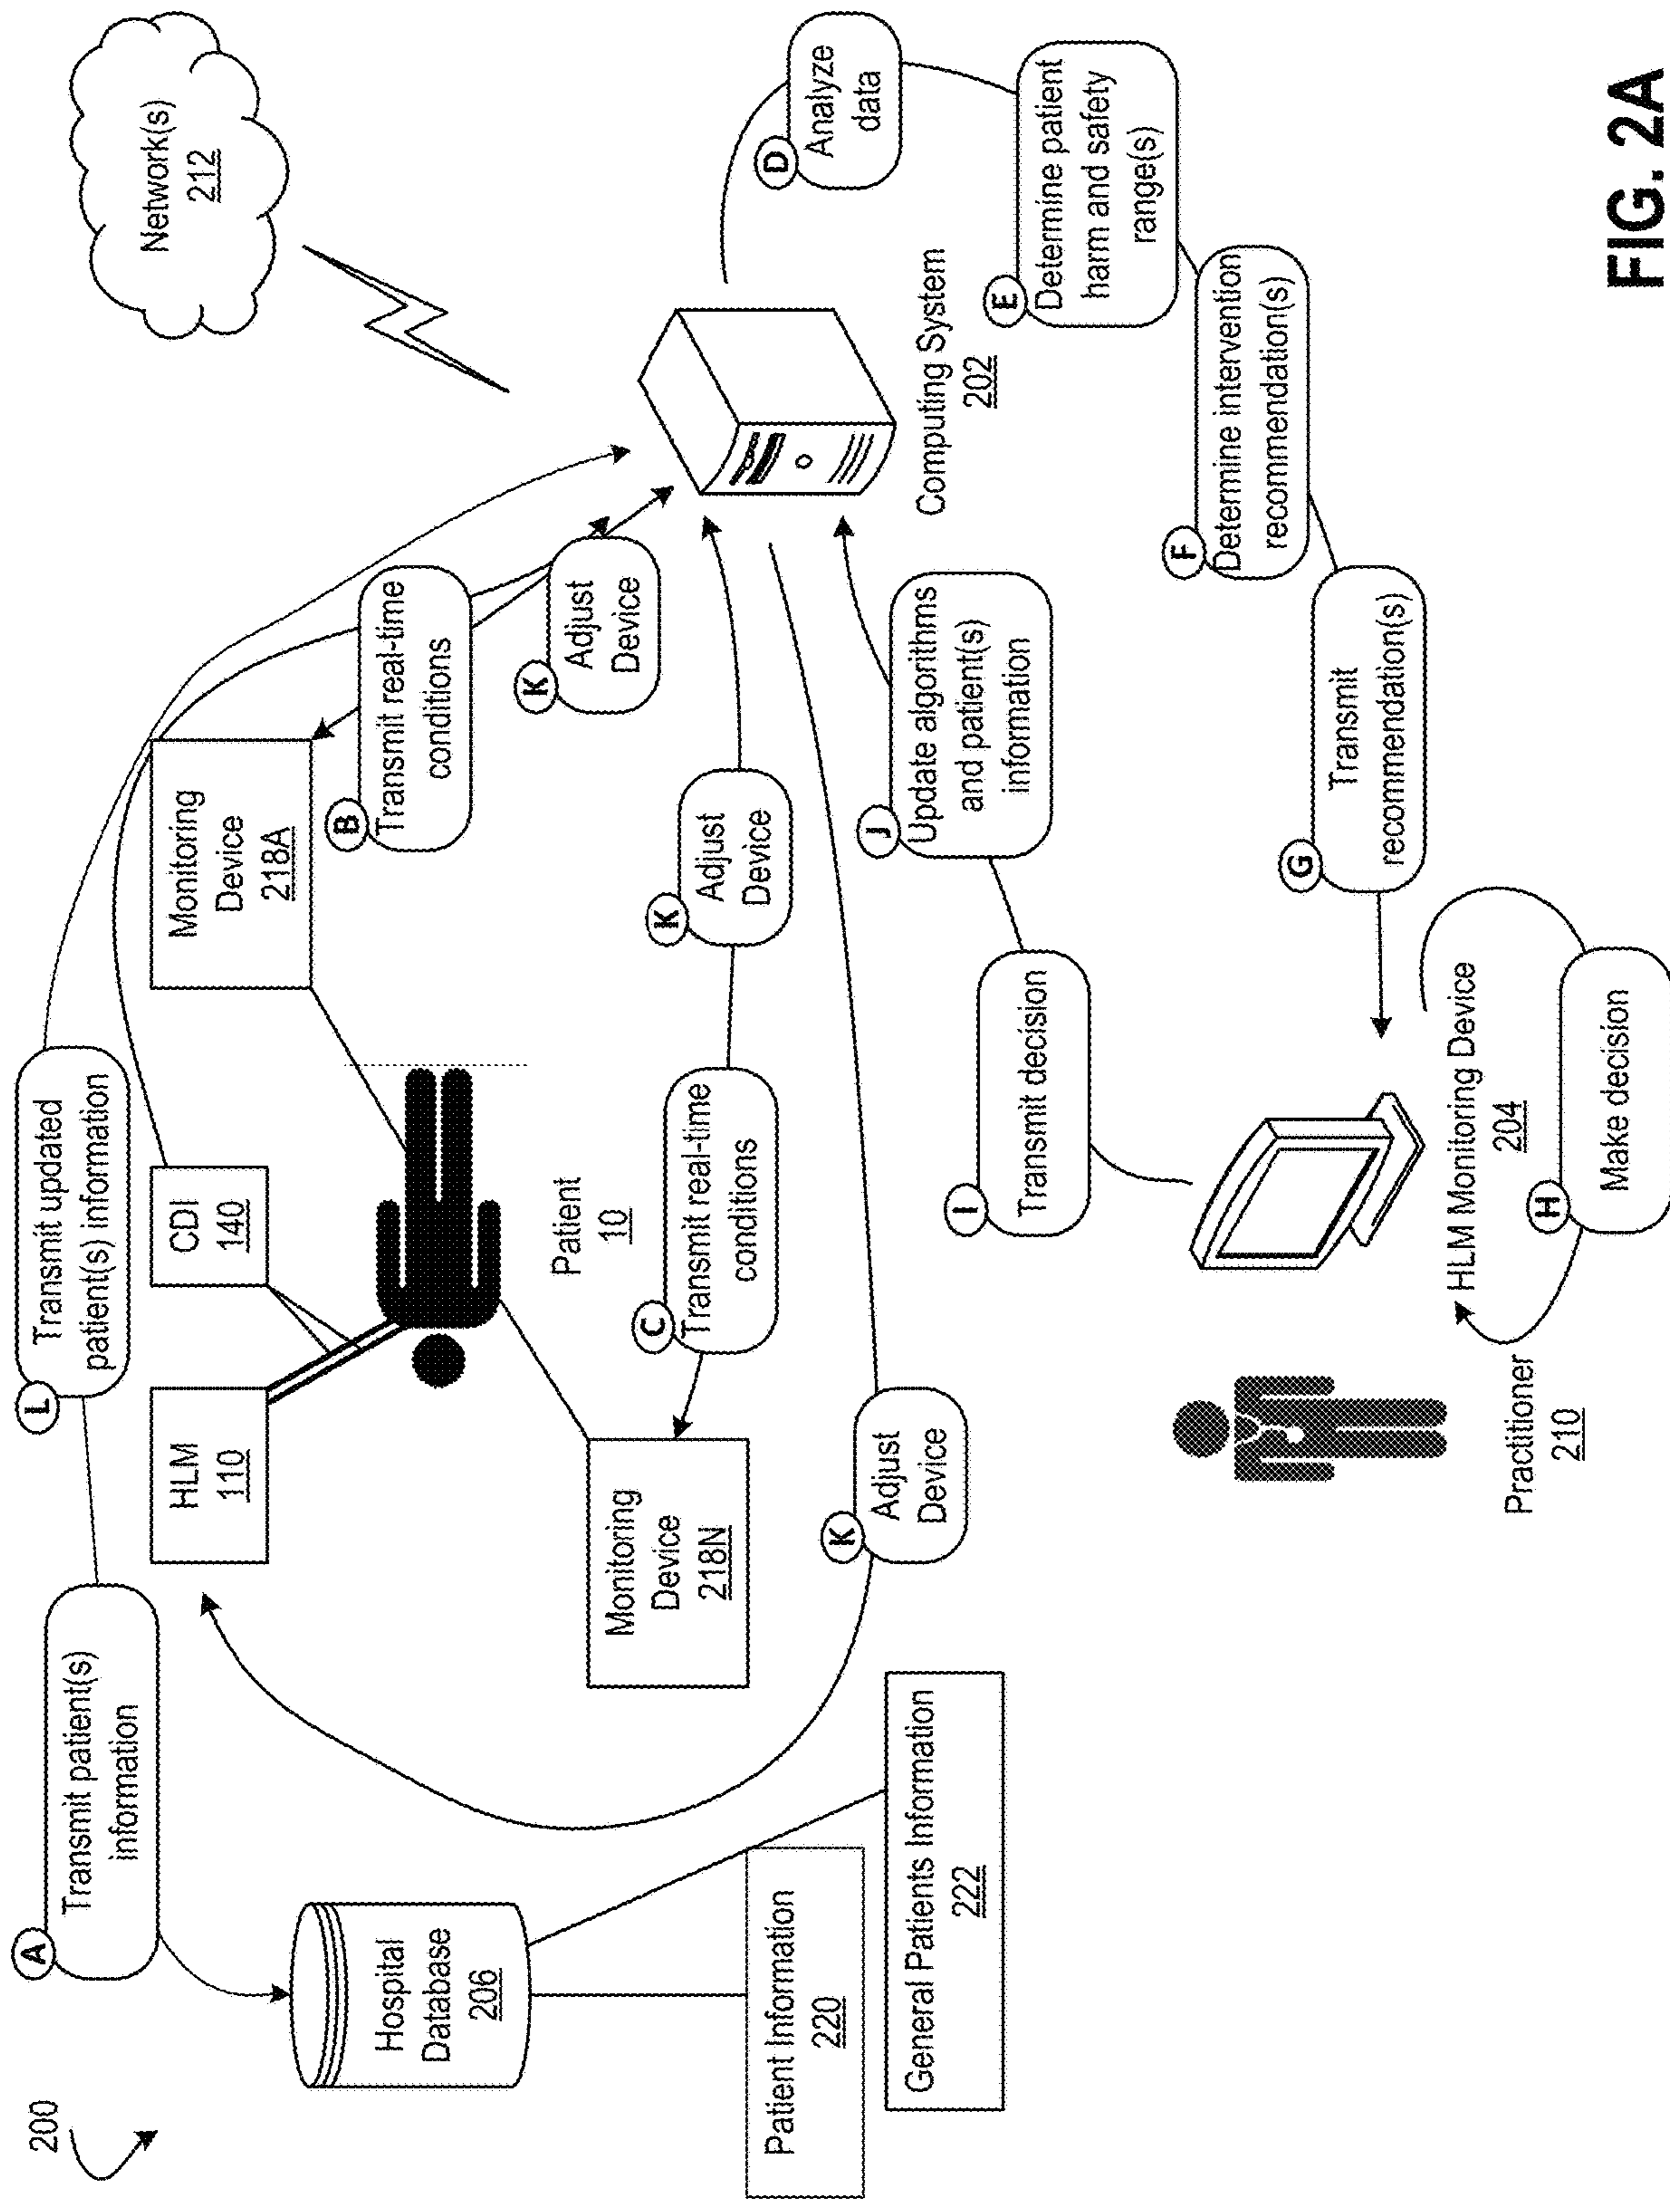 200
A
Transmit patient(s)
information
L
Transmit updated
patient(s) information
Network(s)
212
HLM
110
CDI
140
Monitoring
Device
218A
B
Transmit real-time
conditions
K
Adjust
Device
Hospital
Database
206
Patient
10
Monitoring
Device
218N
C
Transmit real-time
conditions
K
Adjust
Device
Computing System
202
D
Analyze
data
E
Determine patient
harm and safety
range(s)
F
Determine intervention
recommendation(s)
Patient Information
220
General Patients Information
222
K
Adjust
Device
I
Transmit decision
J
Update algorithms
and patient(s)
information
G
Transmit
recommendation(s)
Practitioner
210
HLM Monitoring Device
204
H
Make decision
FIG. 2A